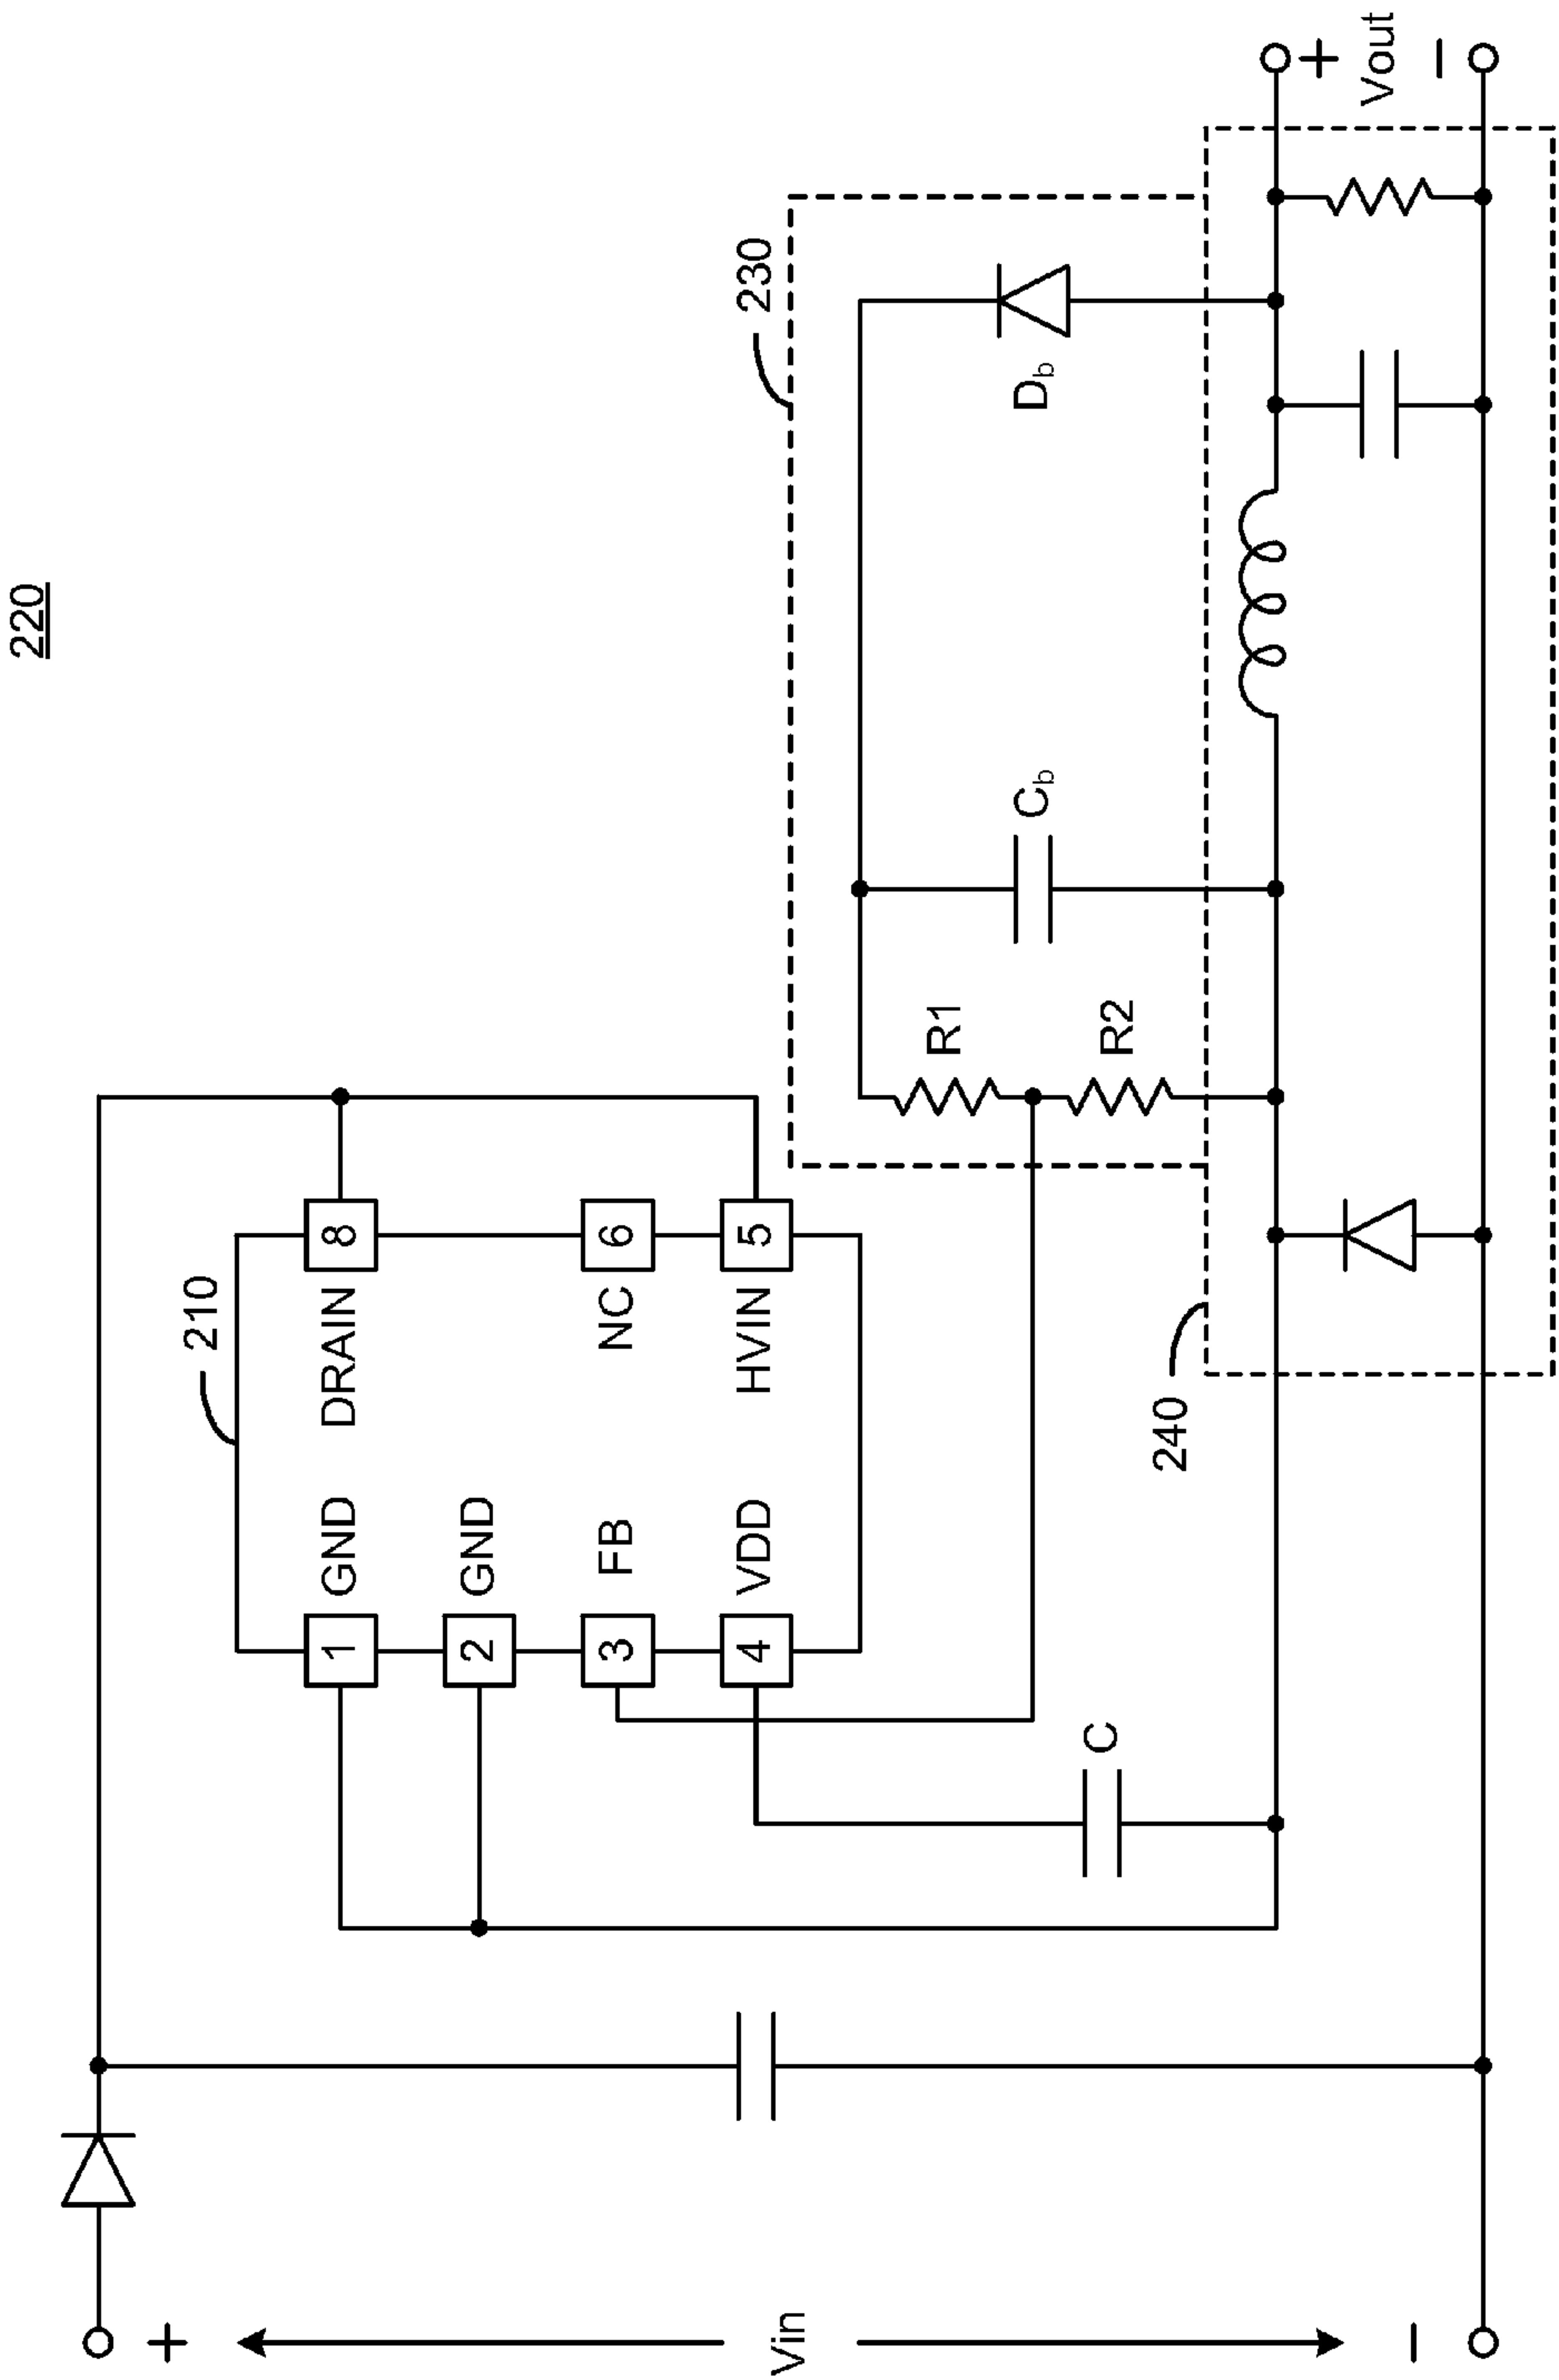 220
210
1 GND
DRAIN 8
2 GND
3 FB
NC 6
4 VDD
HVIN 5
230
R1
R2
C
Cb
Db
240
Vin
+
−
+
Vout
−